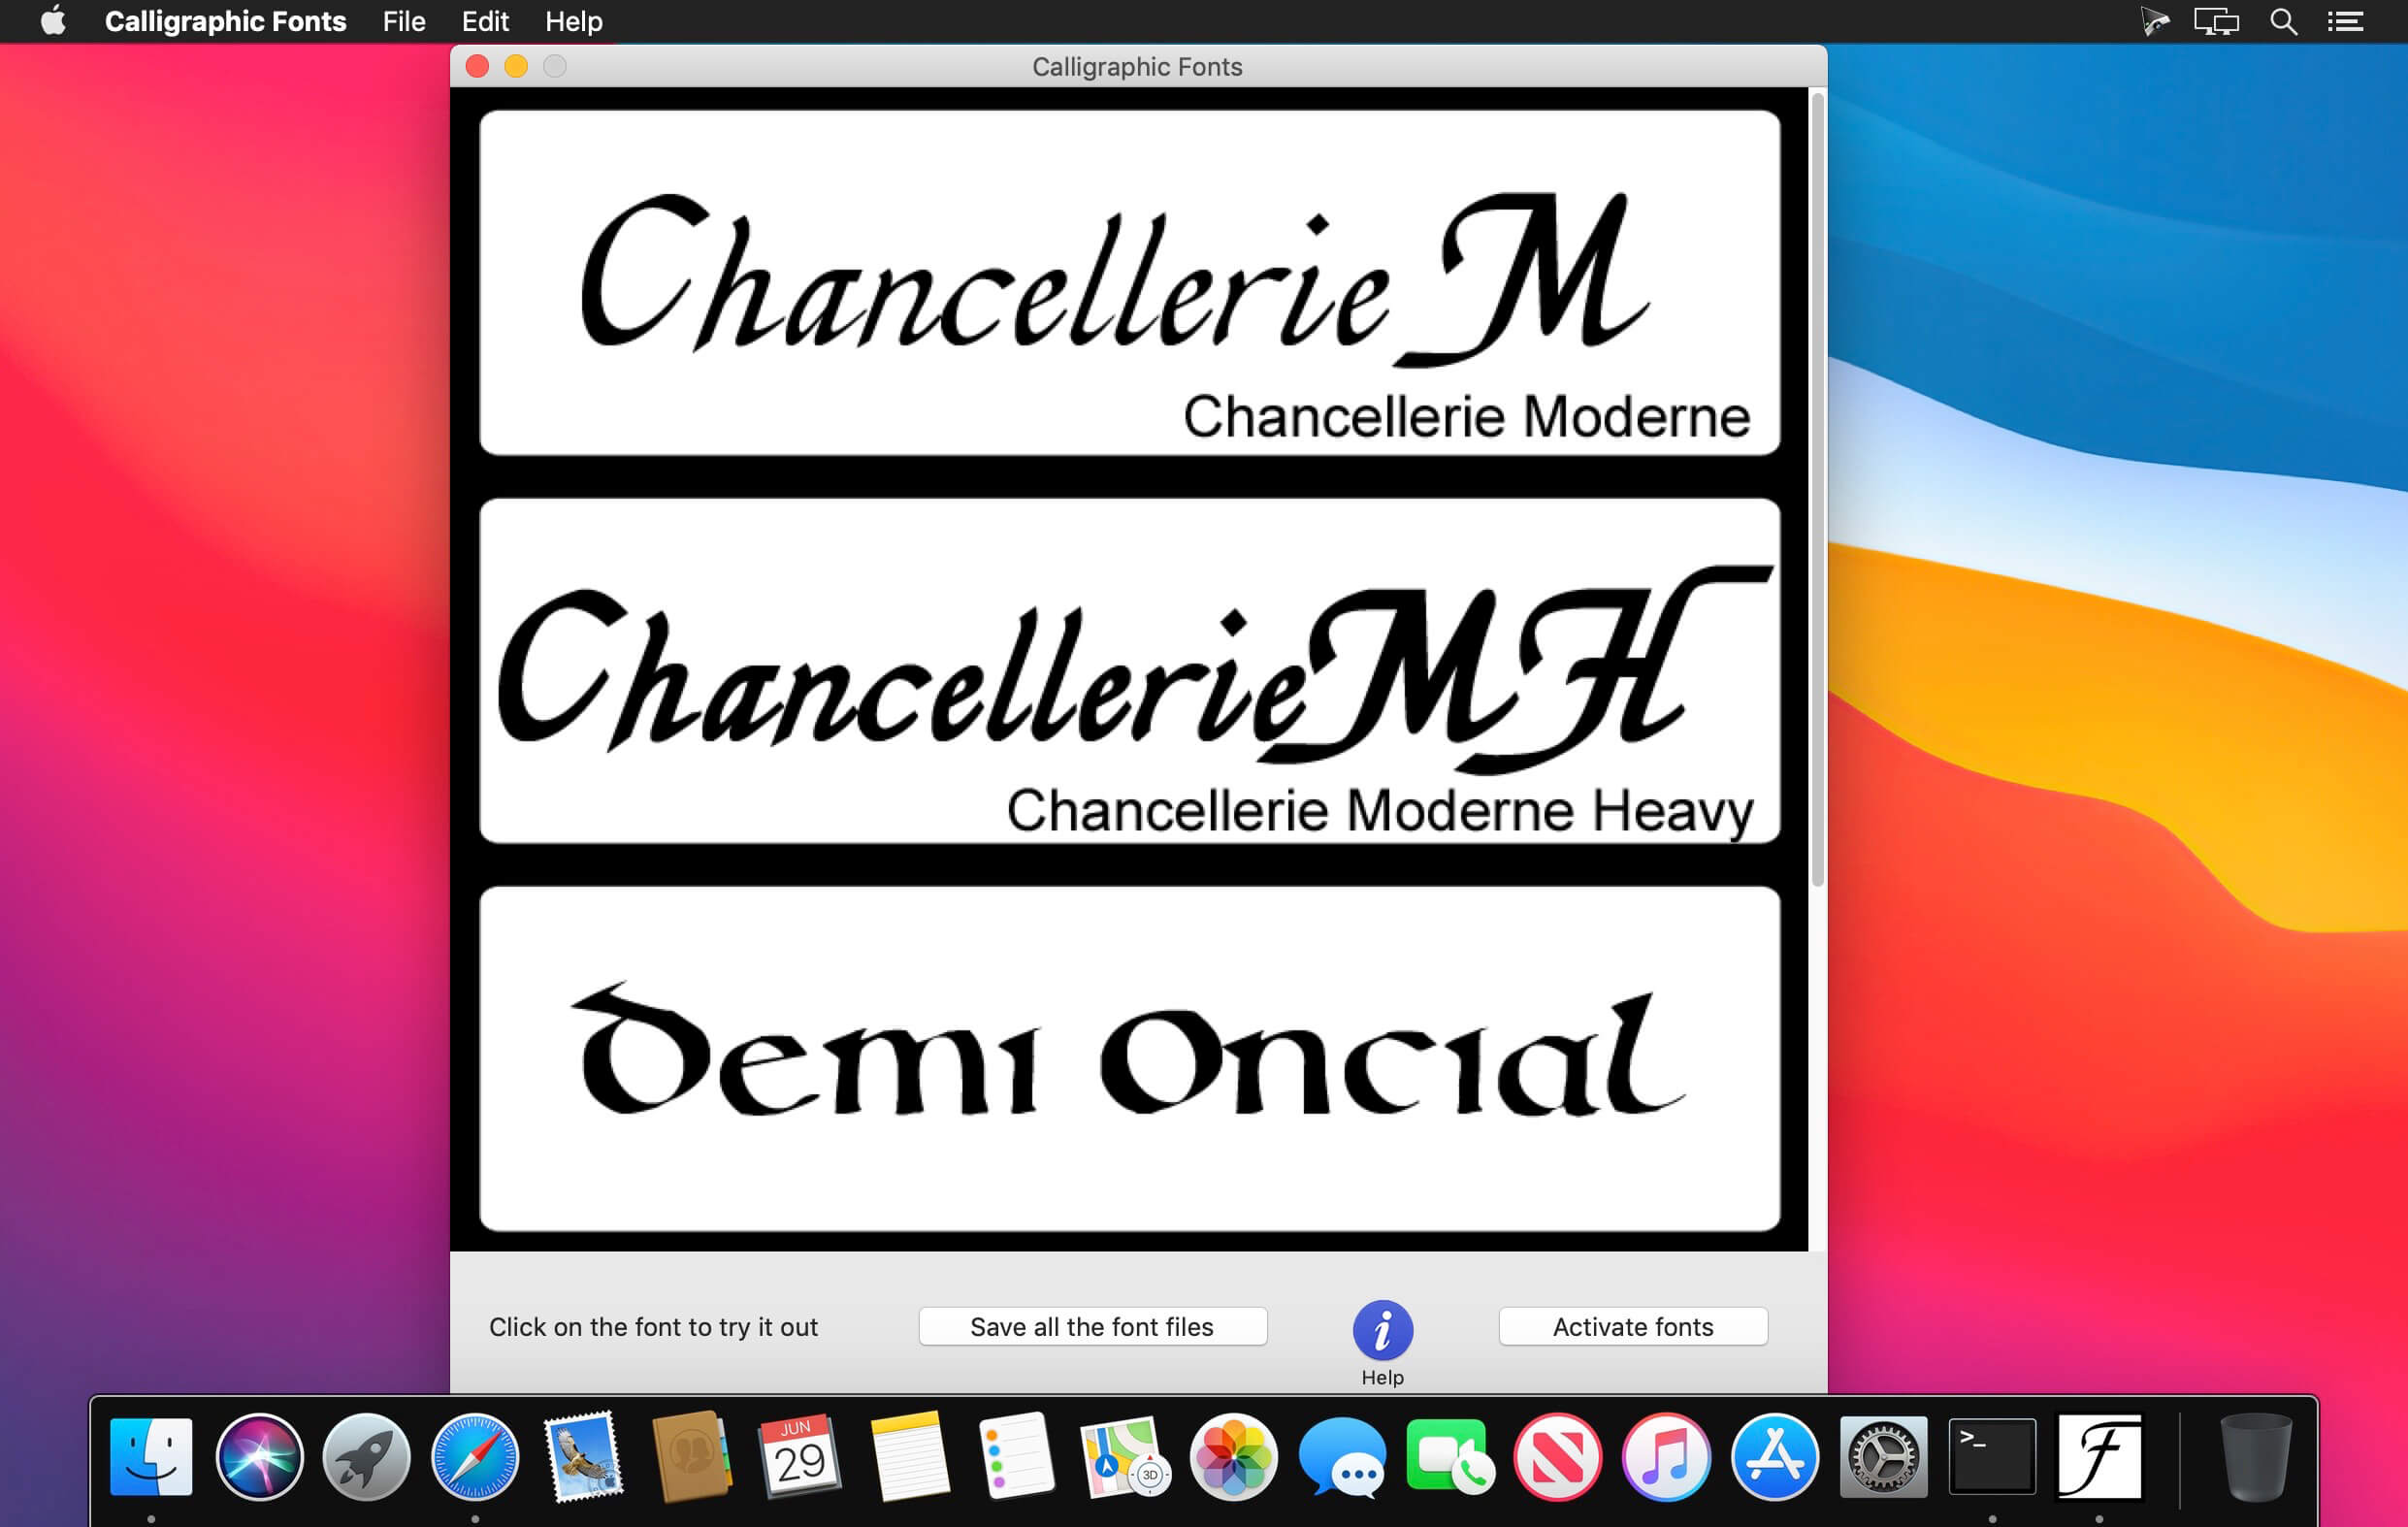 Calligraphic Fonts File Edit Help
Calligraphic Fonts
Chancellerie M
Chancellerie Moderne
ChancellerieMH
Chancellerie Moderne Heavy
Demi Oncial
Click on the font to try it out
Save all the font files
i
Help
Activate fonts
JUN
29
3D
>_
F